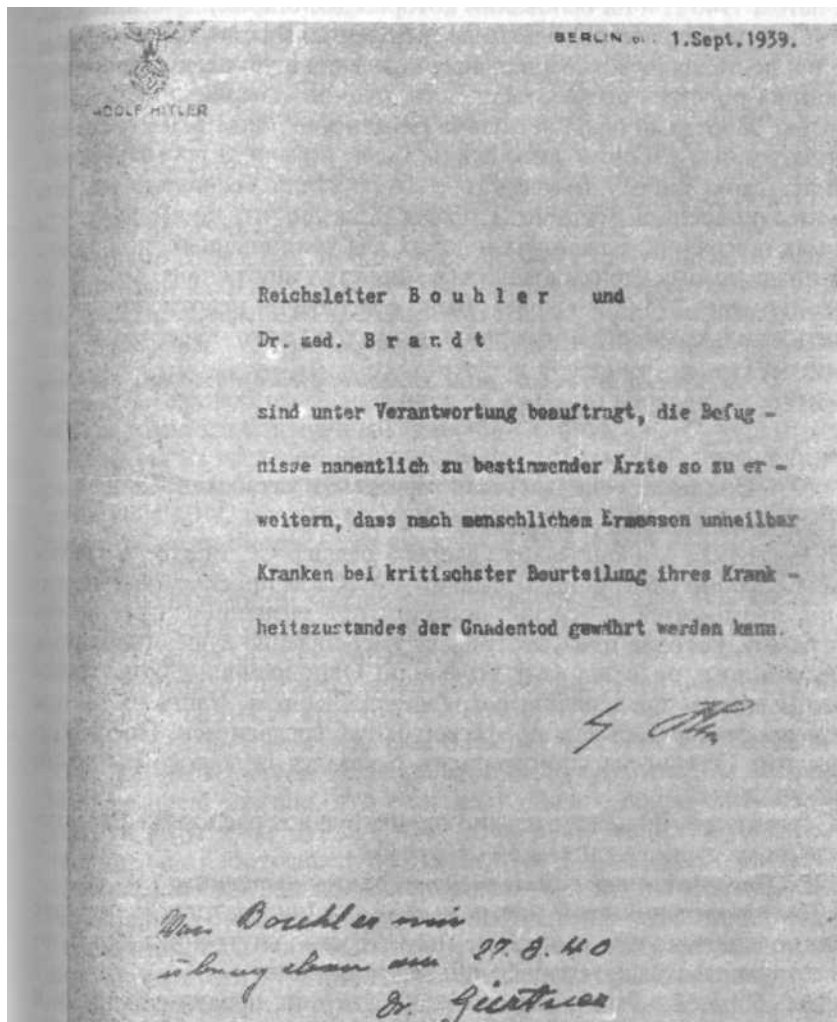 BERLIN 1.Sept.1939.
ADOLF HITLER
Reichsleiter B o u h l e r und
Dr. med. B r a n d t
sind unter Verantwortung beauftragt, die Befug -
nisse namentlich zu bestimmender Ärzte so zu er -
weitern, dass nach menschlichem Ermessen unheilbar
Kranken bei kritischster Beurteilung ihres Krank -
heitszustandes der Gnadentod gewährt werden kann.
Von Bouhler mir
übergeben am 27.8.40
Dr. Gürtner